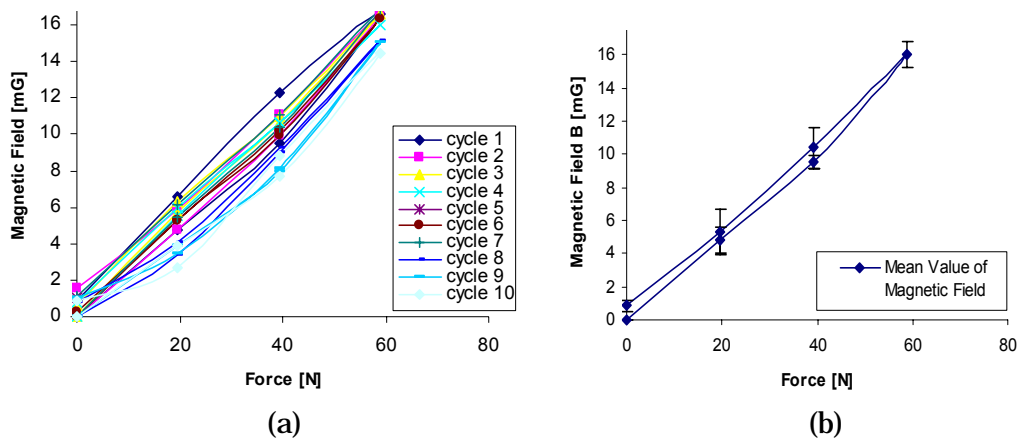 Magnetic Field [mG]
16
14
12
10
8
6
4
2
0
0
20
40
60
80
Force [N]
cycle 1
cycle 2
cycle 3
cycle 4
cycle 5
cycle 6
cycle 7
cycle 8
cycle 9
cycle 10
(a)
Magnetic Field B [mG]
16
14
12
10
8
6
4
2
0
0
20
40
60
80
Force [N]
Mean Value of
Magnetic Field
(b)